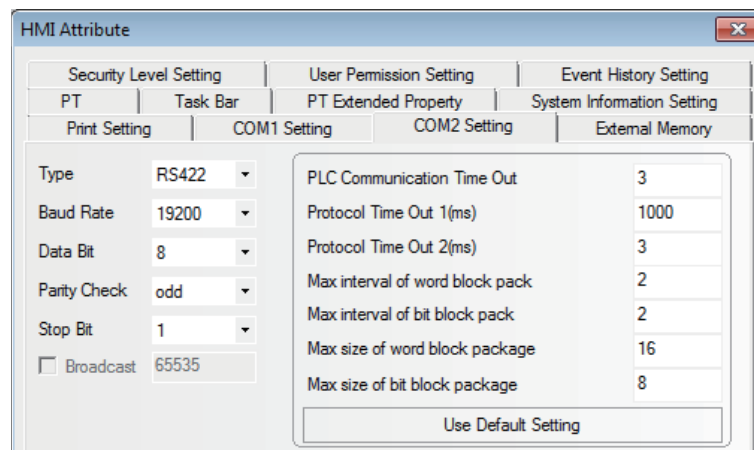 HMI Attribute
Security Level Setting User Permission Setting Event History Setting
PT Task Bar PT Extended Property System Information Setting
Print Setting COM1 Setting COM2 Setting External Memory
Type RS422
Baud Rate 19200
Data Bit 8
Parity Check odd
Stop Bit 1
Broadcast 65535
PLC Communication Time Out 3
Protocol Time Out 1(ms) 1000
Protocol Time Out 2(ms) 3
Max interval of word block pack 2
Max interval of bit block pack 2
Max size of word block package 16
Max size of bit block package 8
Use Default Setting